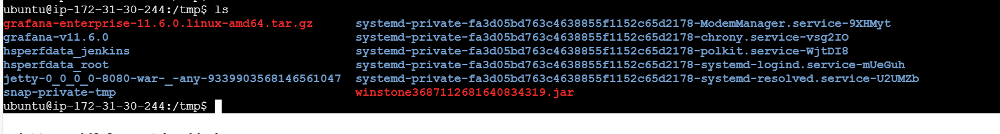 ubuntu@ip-172-31-30-244:/tmp$ ls
grafana-enterprise-11.6.0.linux-amd64.tar.gz  systemd-private-fa3d05bd763c4638855f1152c65d2178-ModemManager.service-9XHMyt
grafana-v11.6.0  systemd-private-fa3d05bd763c4638855f1152c65d2178-chrony.service-vsg2IO
hsperfdata_jenkins  systemd-private-fa3d05bd763c4638855f1152c65d2178-polkit.service-WjtDI8
hsperfdata_root  systemd-private-fa3d05bd763c4638855f1152c65d2178-systemd-logind.service-mUeGuh
jetty-0_0_0_0-8080-war-_-any-9339903568146561047  systemd-private-fa3d05bd763c4638855f1152c65d2178-systemd-resolved.service-U2UMZb
snap-private-tmp  winstone3687112681640834319.jar
ubuntu@ip-172-31-30-244:/tmp$